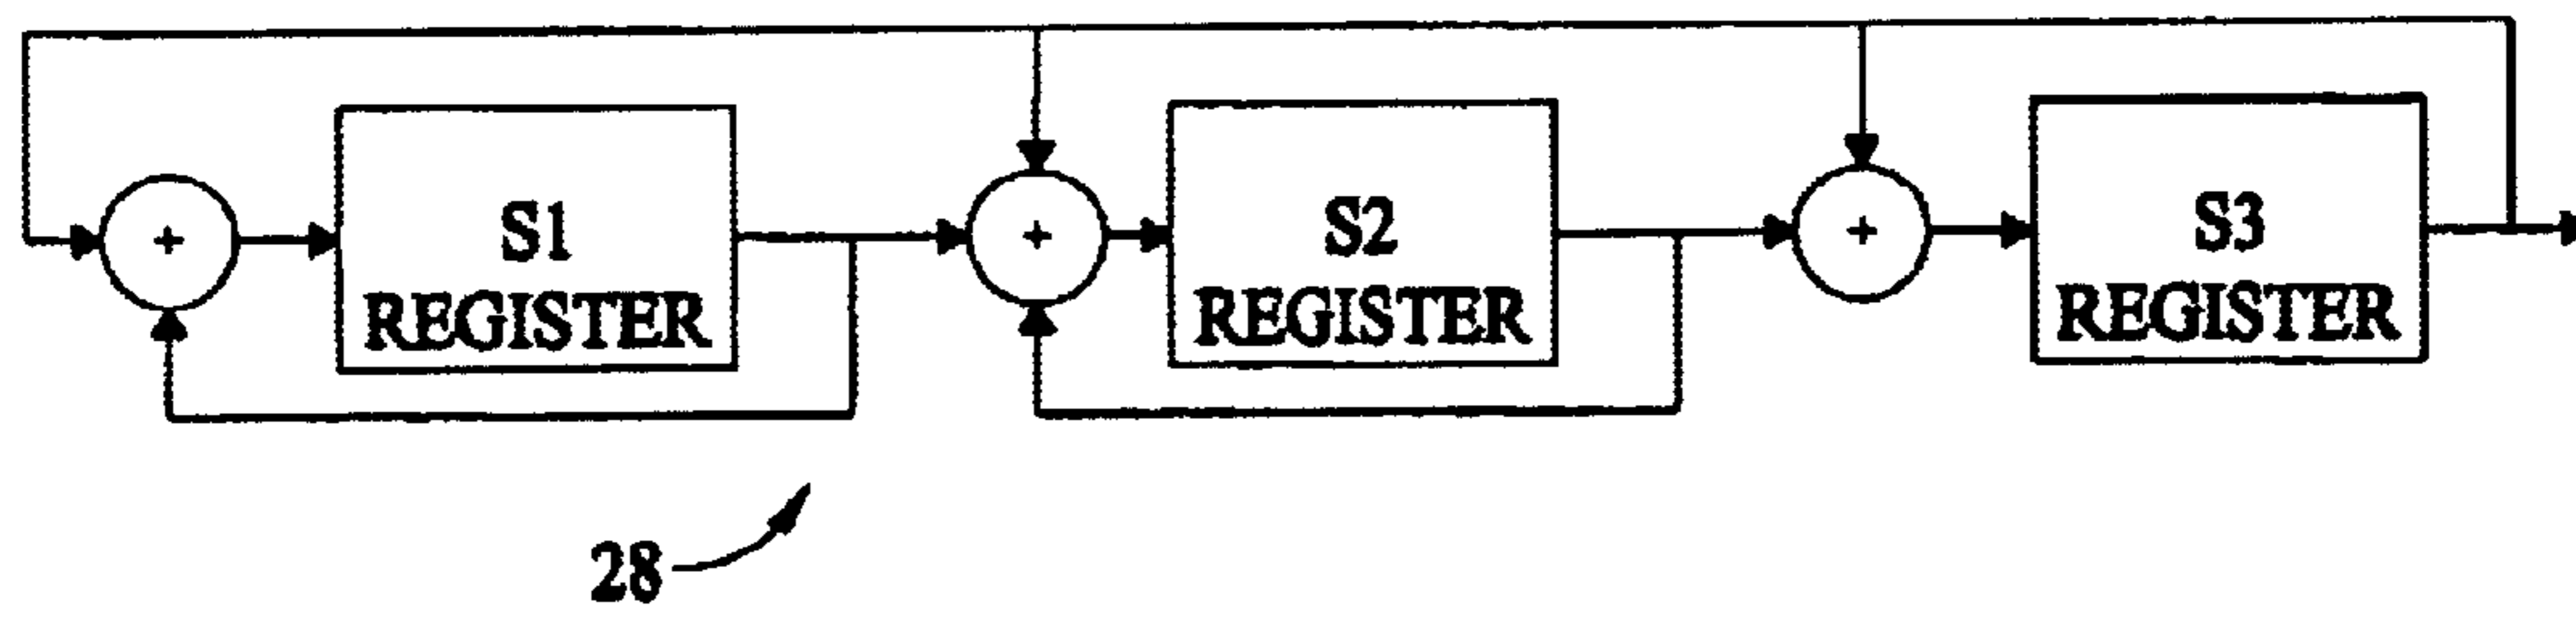 +
S1
REGISTER
+
S2
REGISTER
+
S3
REGISTER
28